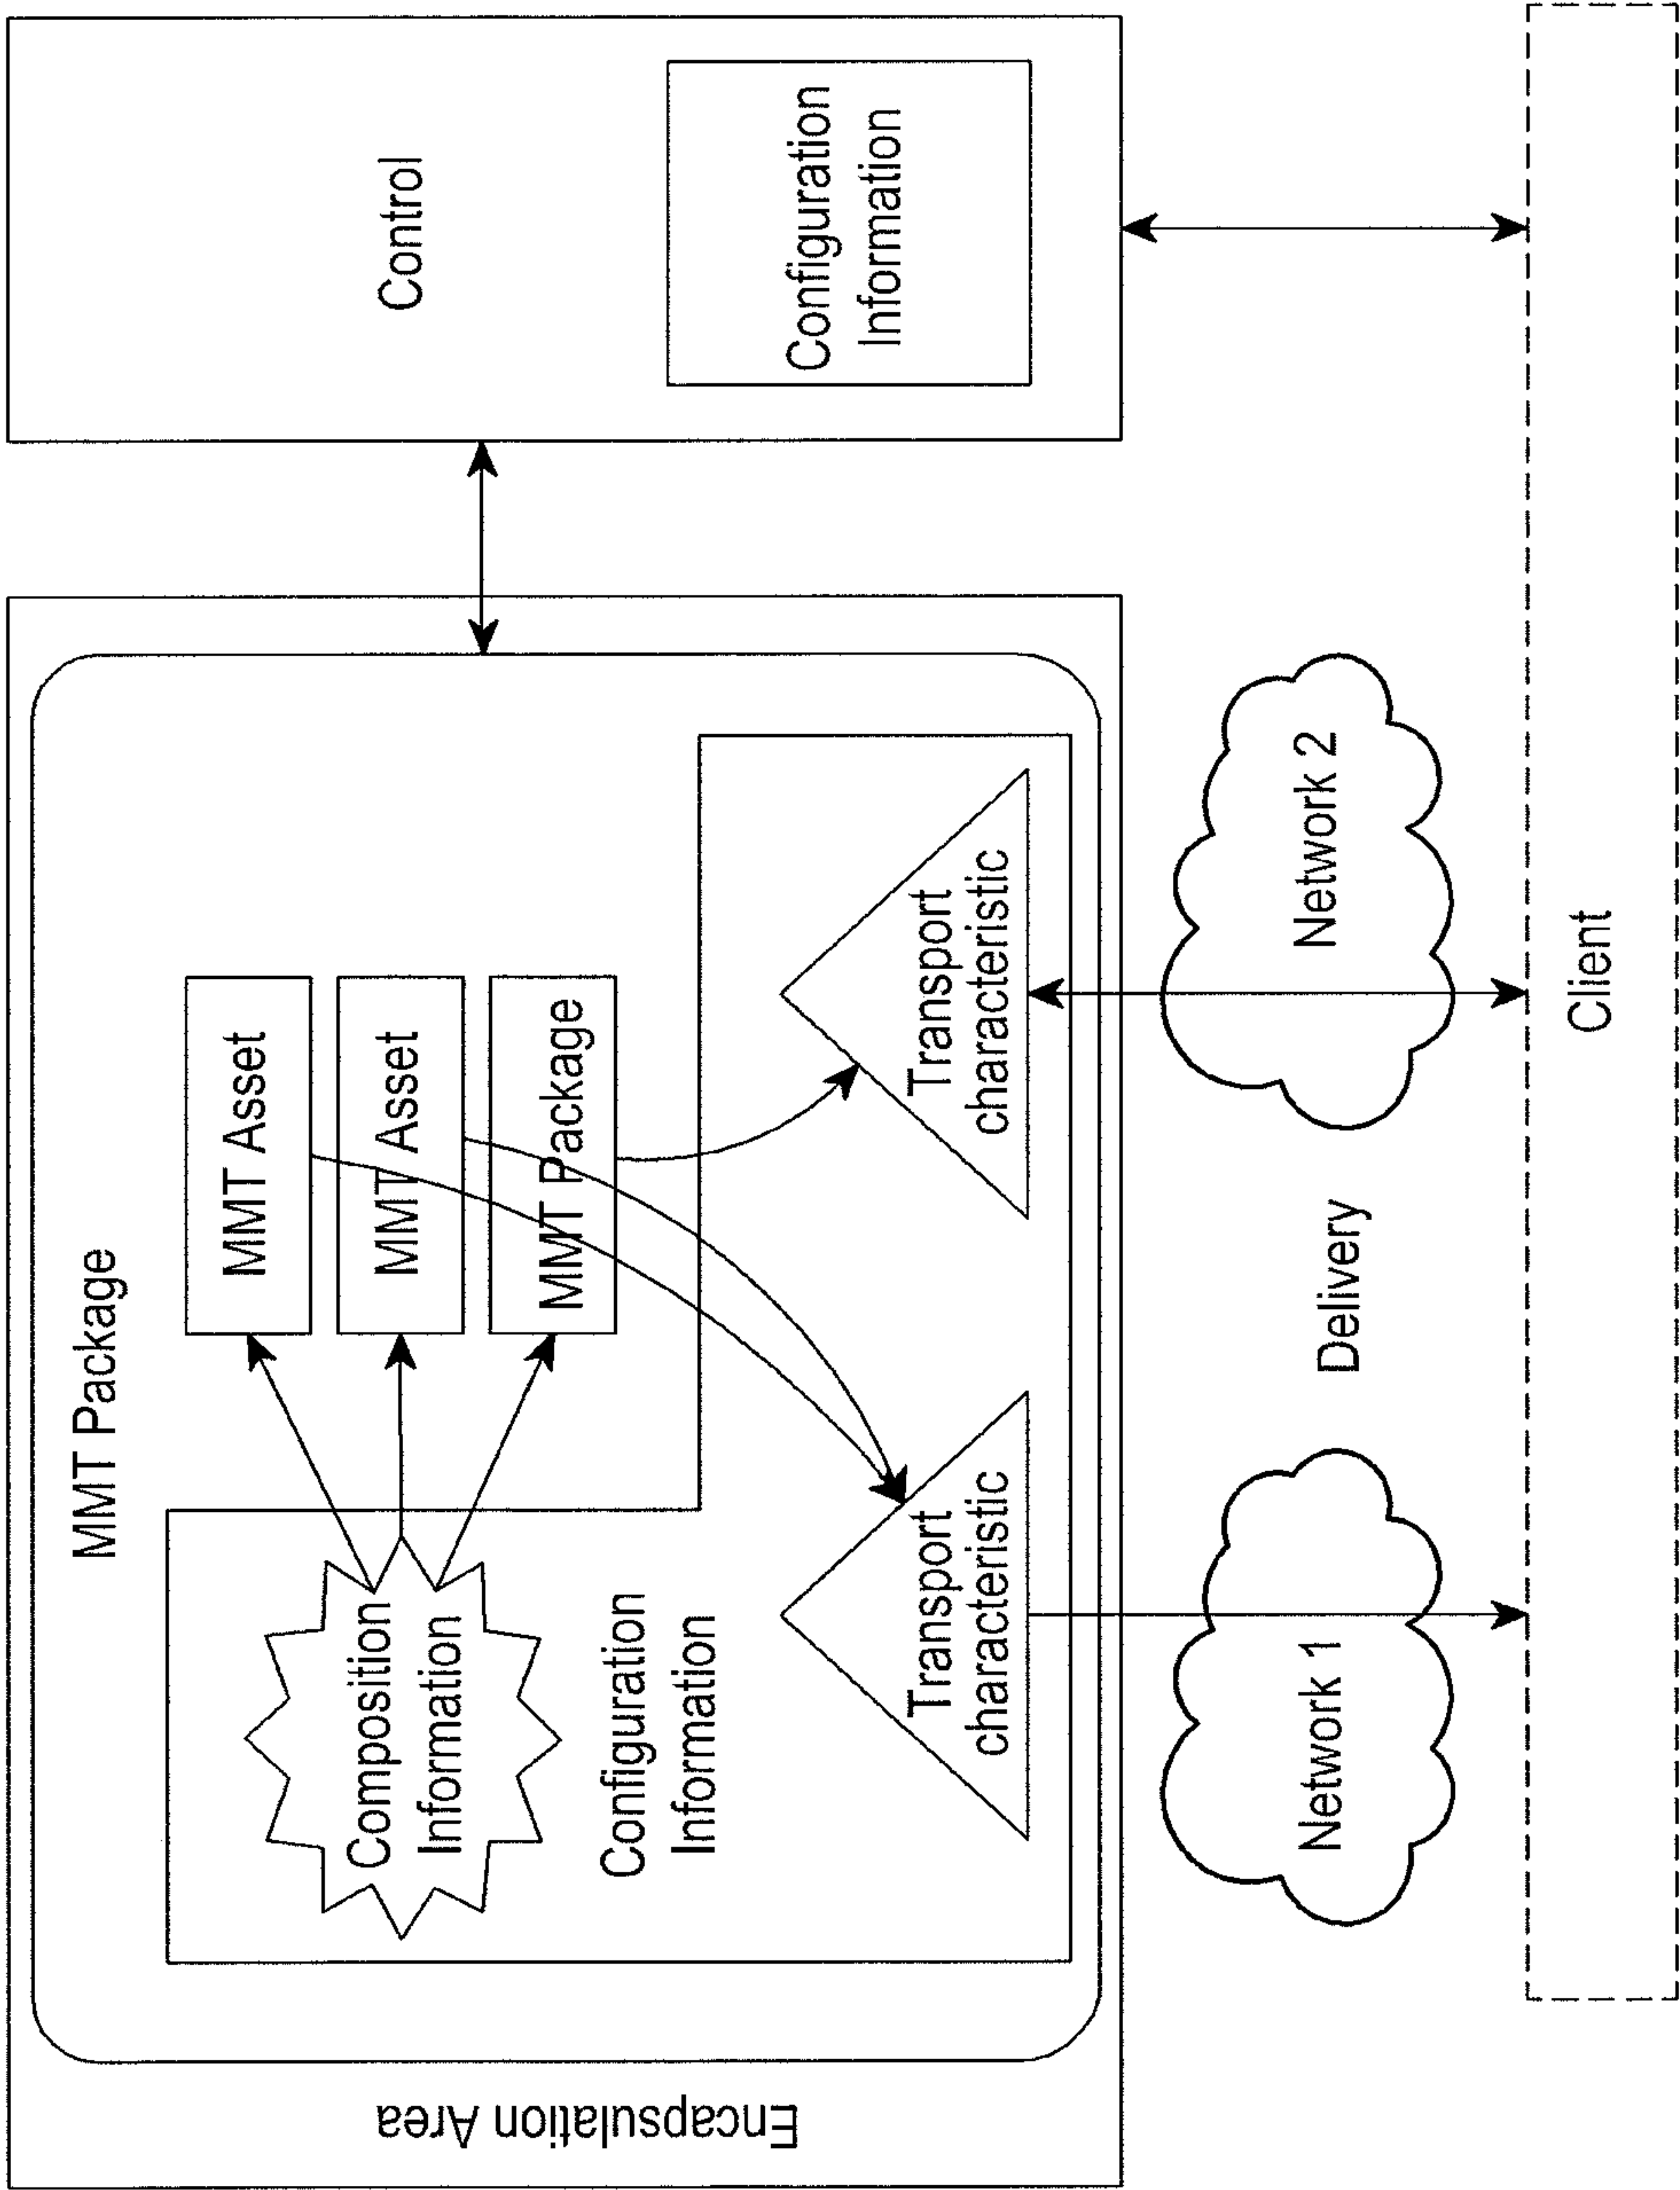 Encapsulation Area
MMT Package
Composition
Information
Configuration
Information
MMT Asset
MMT Asset
MMT Package
Transport
characteristic
Transport
characteristic
Control
Configuration
Information
Network 1
Delivery
Network 2
Client